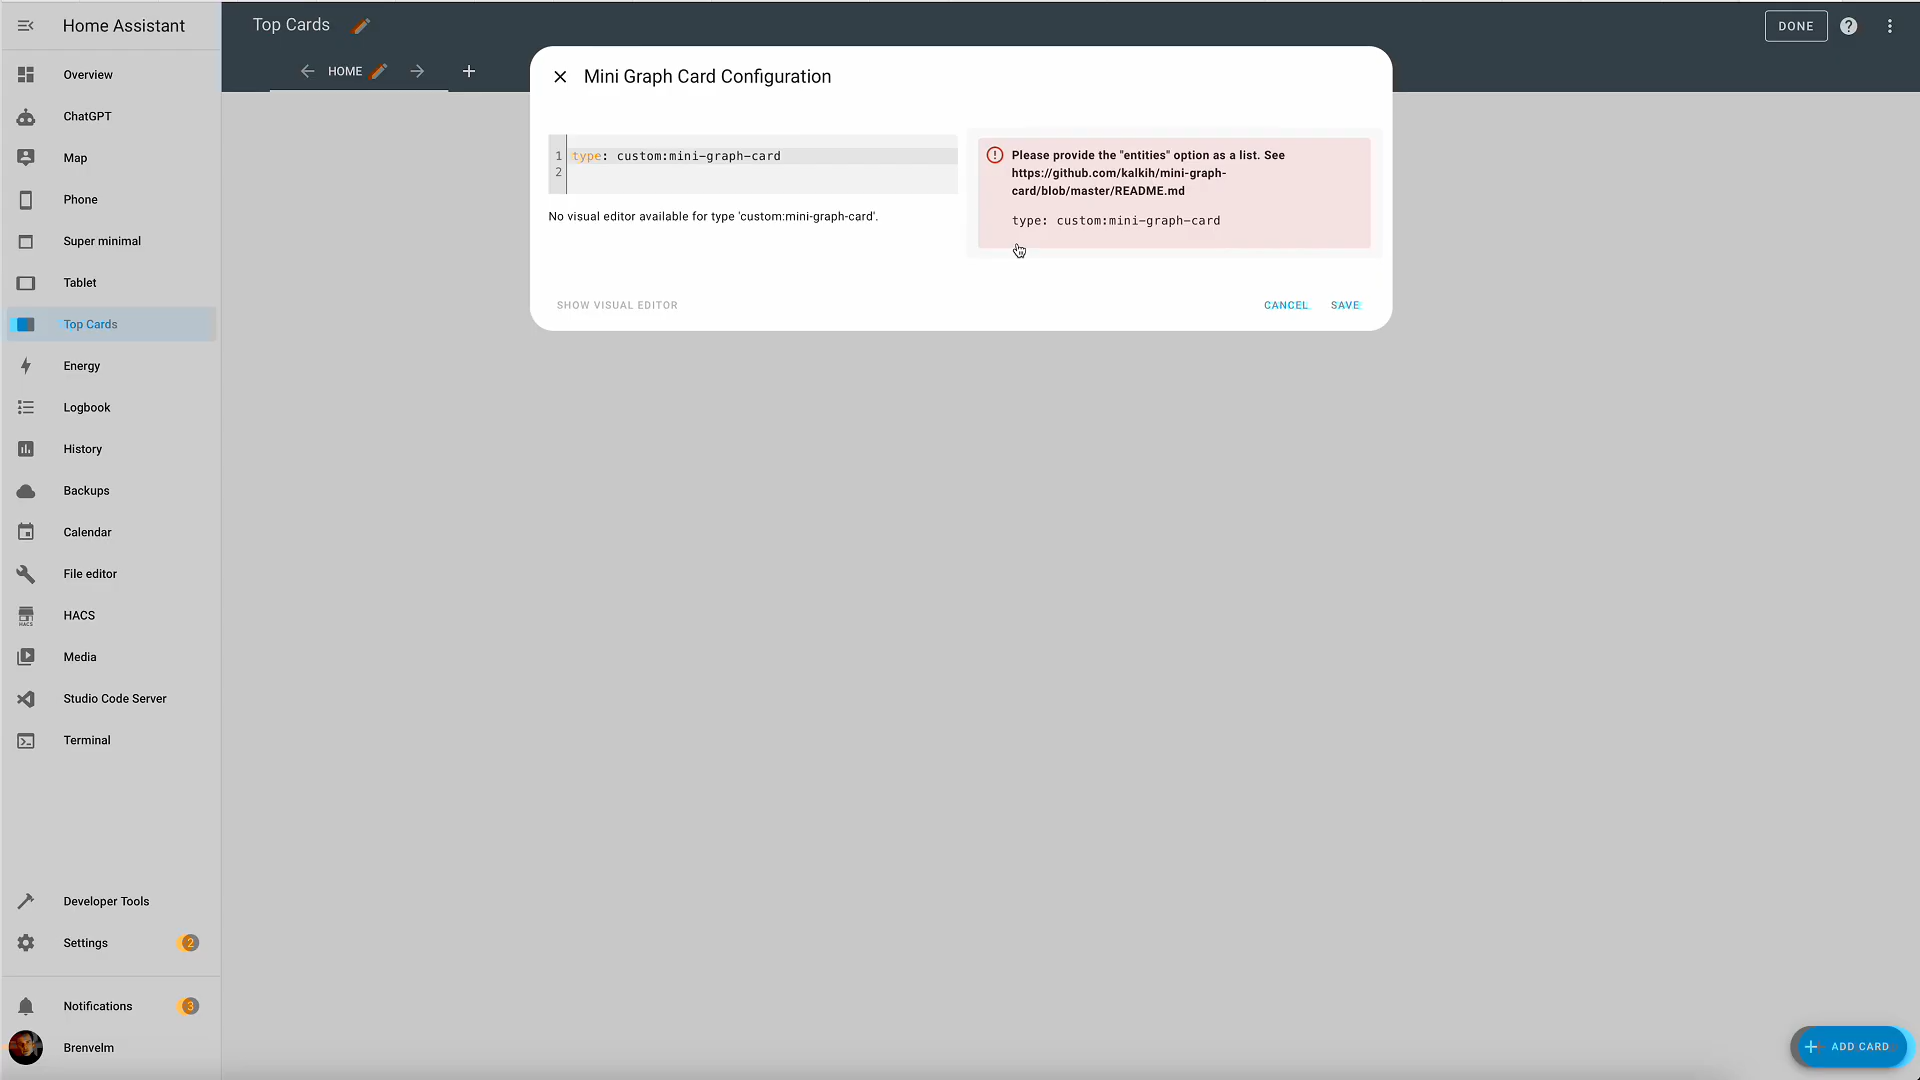 Home Assistant
Overview
ChatGPT
Map
Phone
Super minimal
Tablet
Top Cards
Energy
Logbook
History
Backups
Calendar
File editor
HACS
HACS
Media
Studio Code Server
Terminal
Developer Tools
Settings
2
Notifications
3
Brenvelm
Top Cards
HOME
DONE
Mini Graph Card Configuration
1 type: custom:mini-graph-card
2
No visual editor available for type 'custom:mini-graph-card'.
Please provide the "entities" option as a list. See
https://github.com/kalkih/mini-graph-
card/blob/master/README.md
type: custom:mini-graph-card
SHOW VISUAL EDITOR
CANCEL
SAVE
ADD CARD